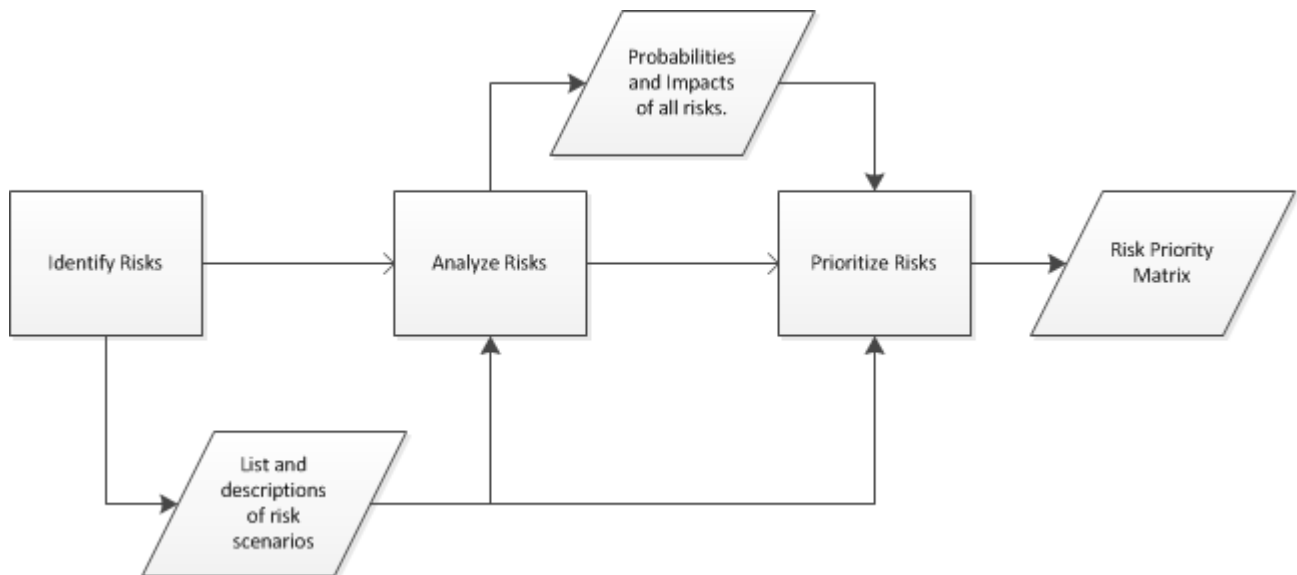 Probabilities
and Impacts
of all risks.
Identify Risks
Analyze Risks
Prioritize Risks
Risk Priority
Matrix
List and
descriptions
of risk
scenarios